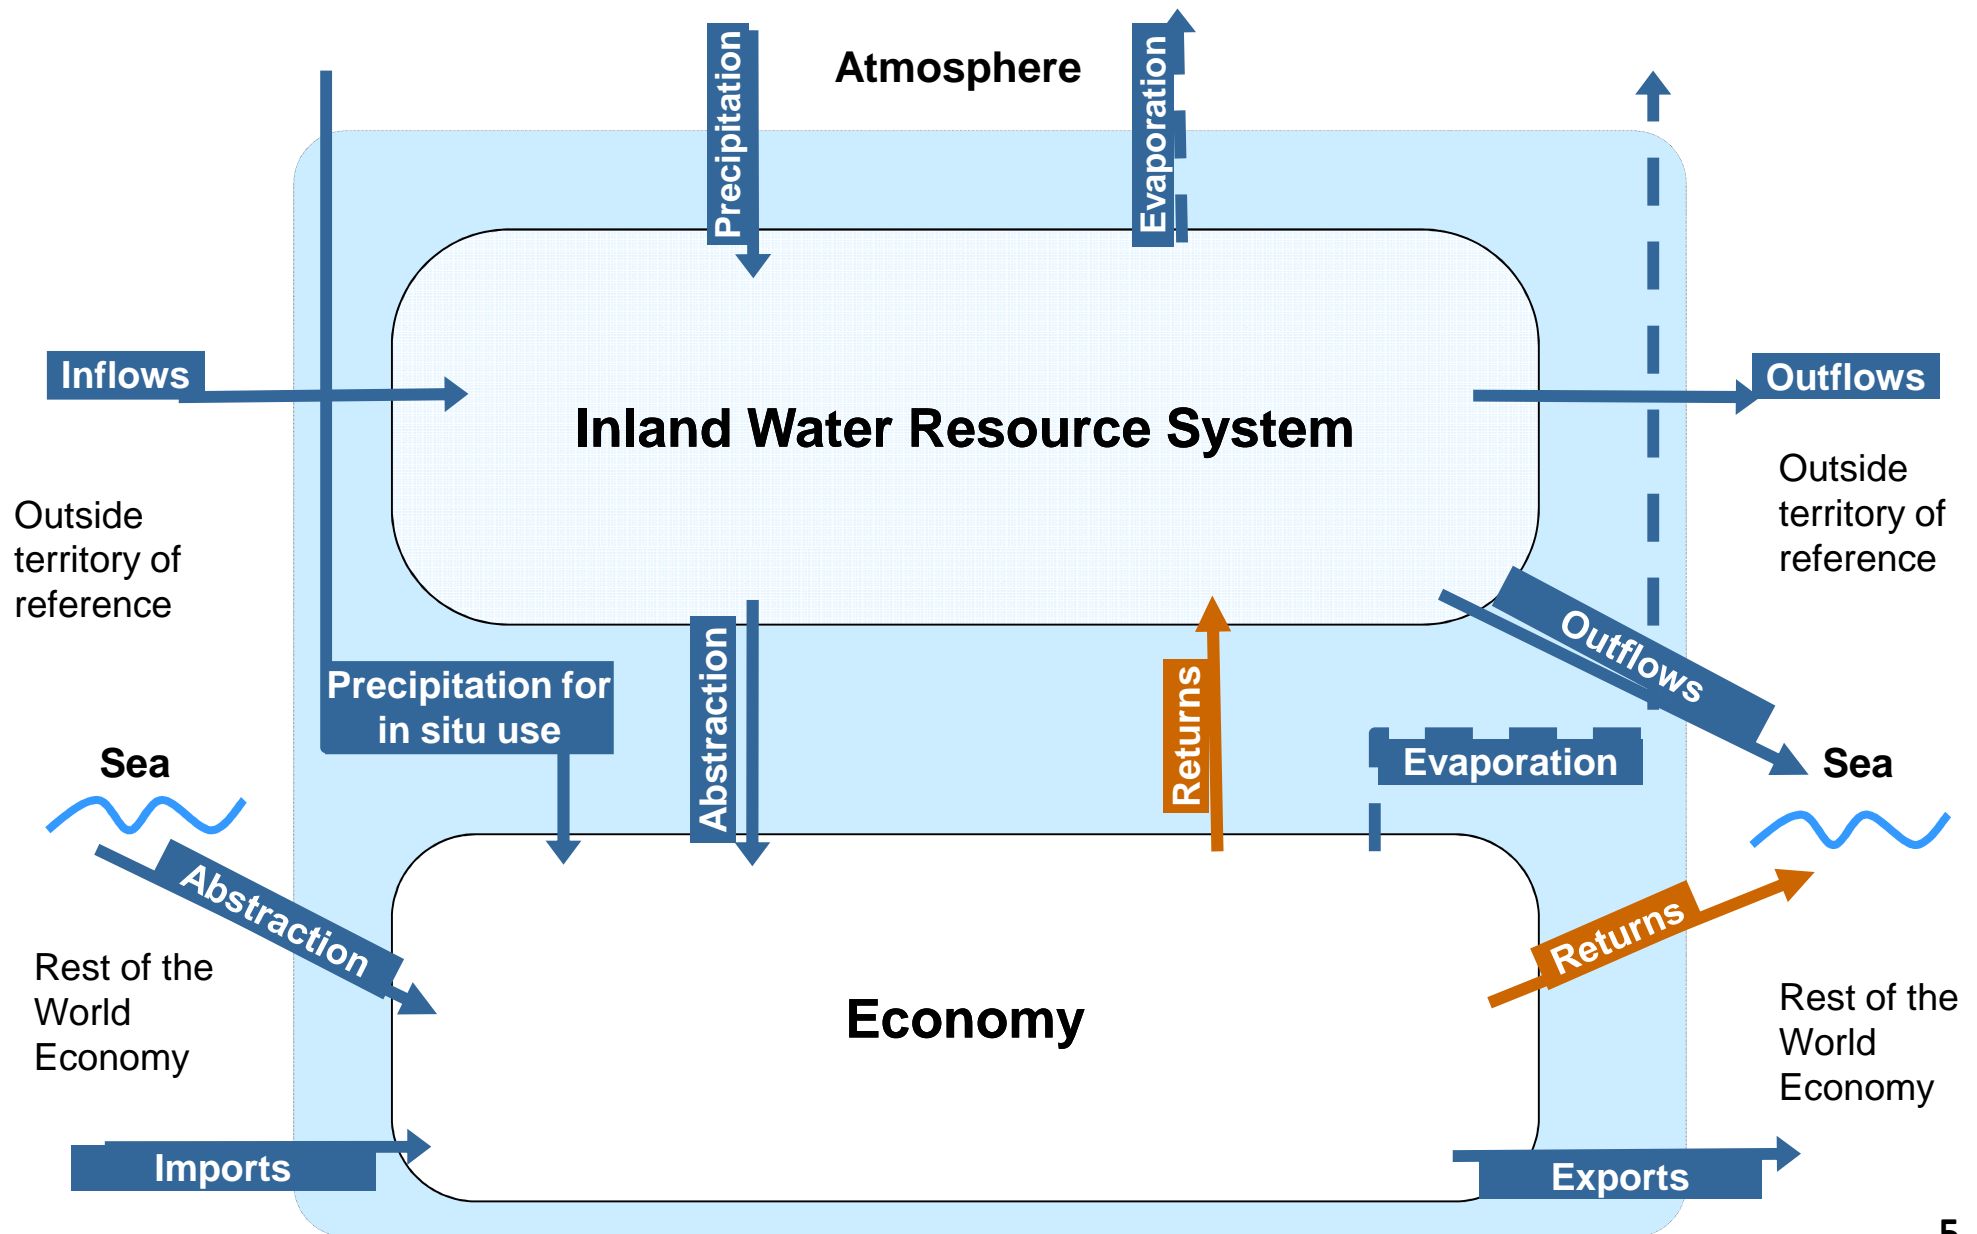 Atmosphere
Precipitation
Evaporation
Inflows
Outflows
Inland Water Resource System
Outside
territory of
reference
Outside
territory of
reference
Precipitation for
in situ use
Abstraction
Returns
Outflows
Evaporation
Sea
Sea
Abstraction
Returns
Rest of the
World
Economy
Economy
Rest of the
World
Economy
Imports
Exports
5